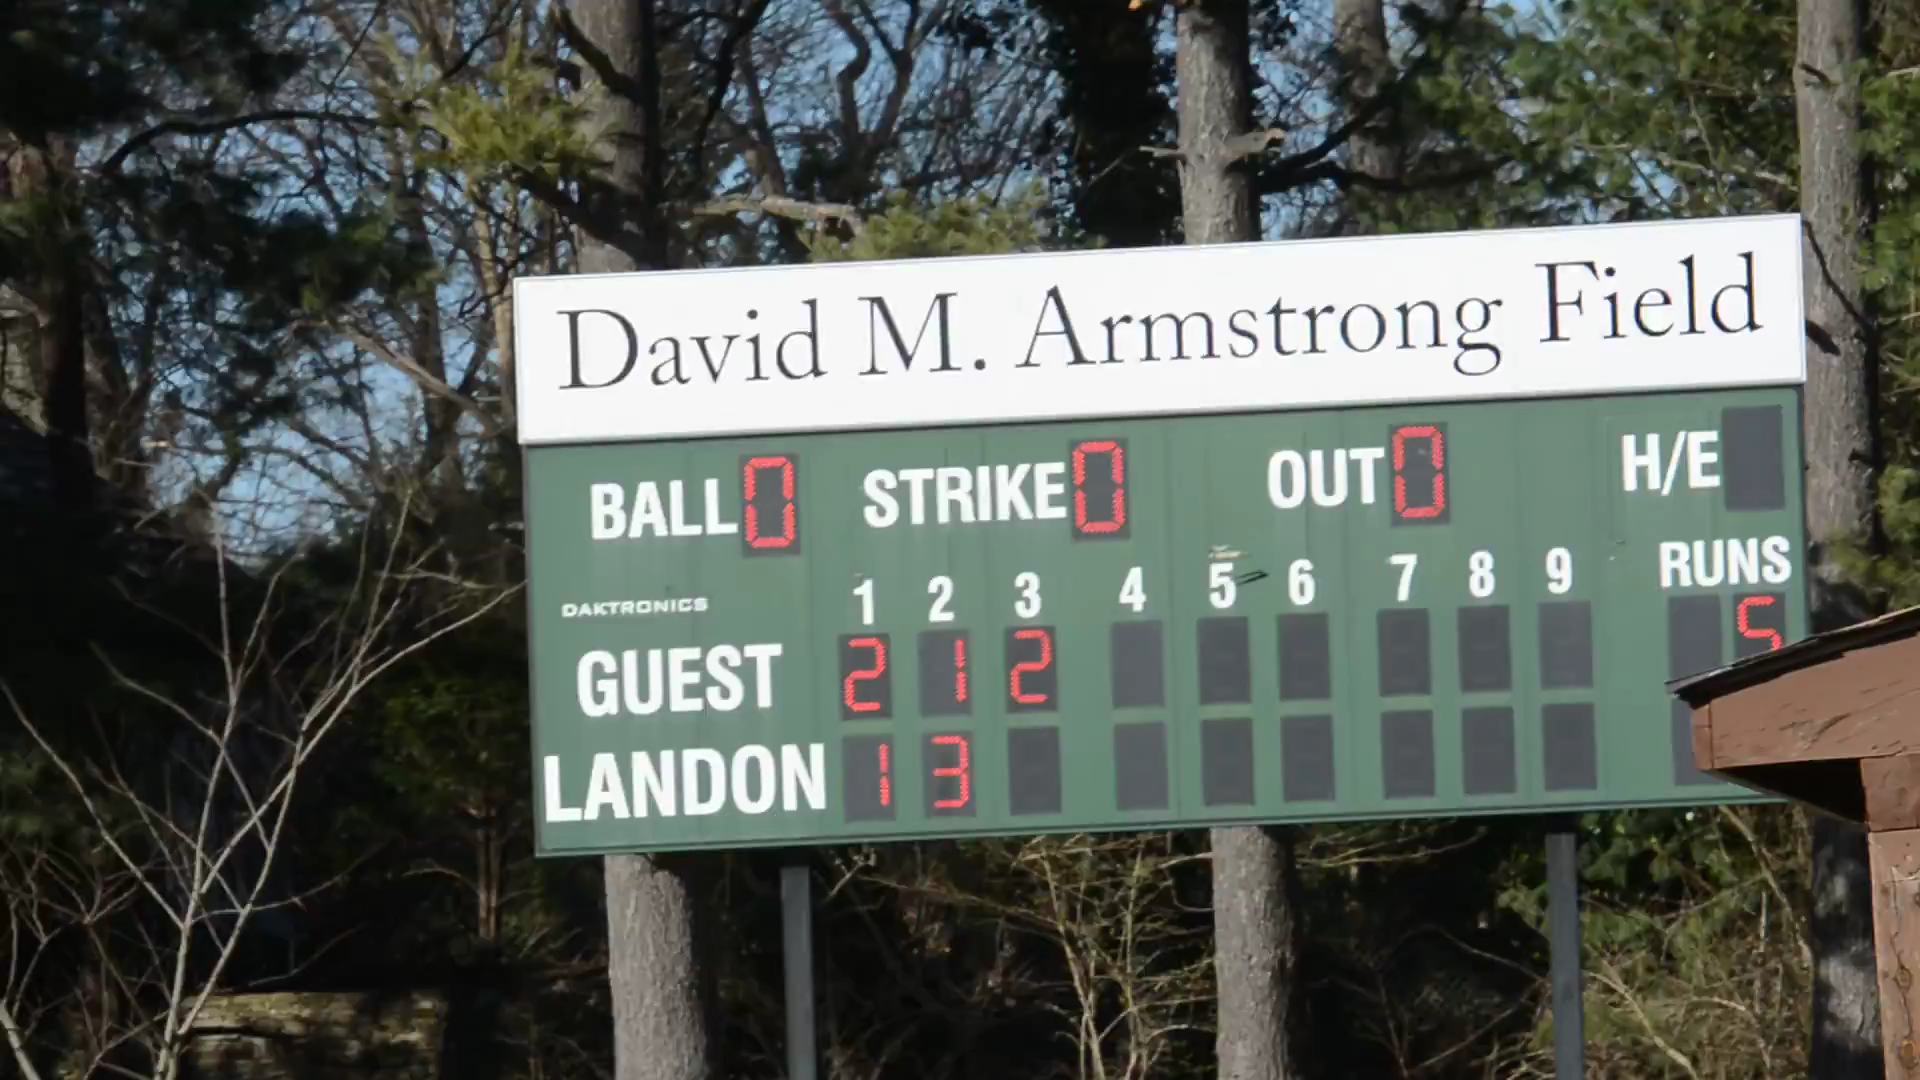 David M. Armstrong Field
BALL 0 STRIKE 0 OUT 0 H/E
DAKTRONICS 1 2 3 4 5 6 7 8 9 RUNS
GUEST 2 1 2 5
LANDON 1 3